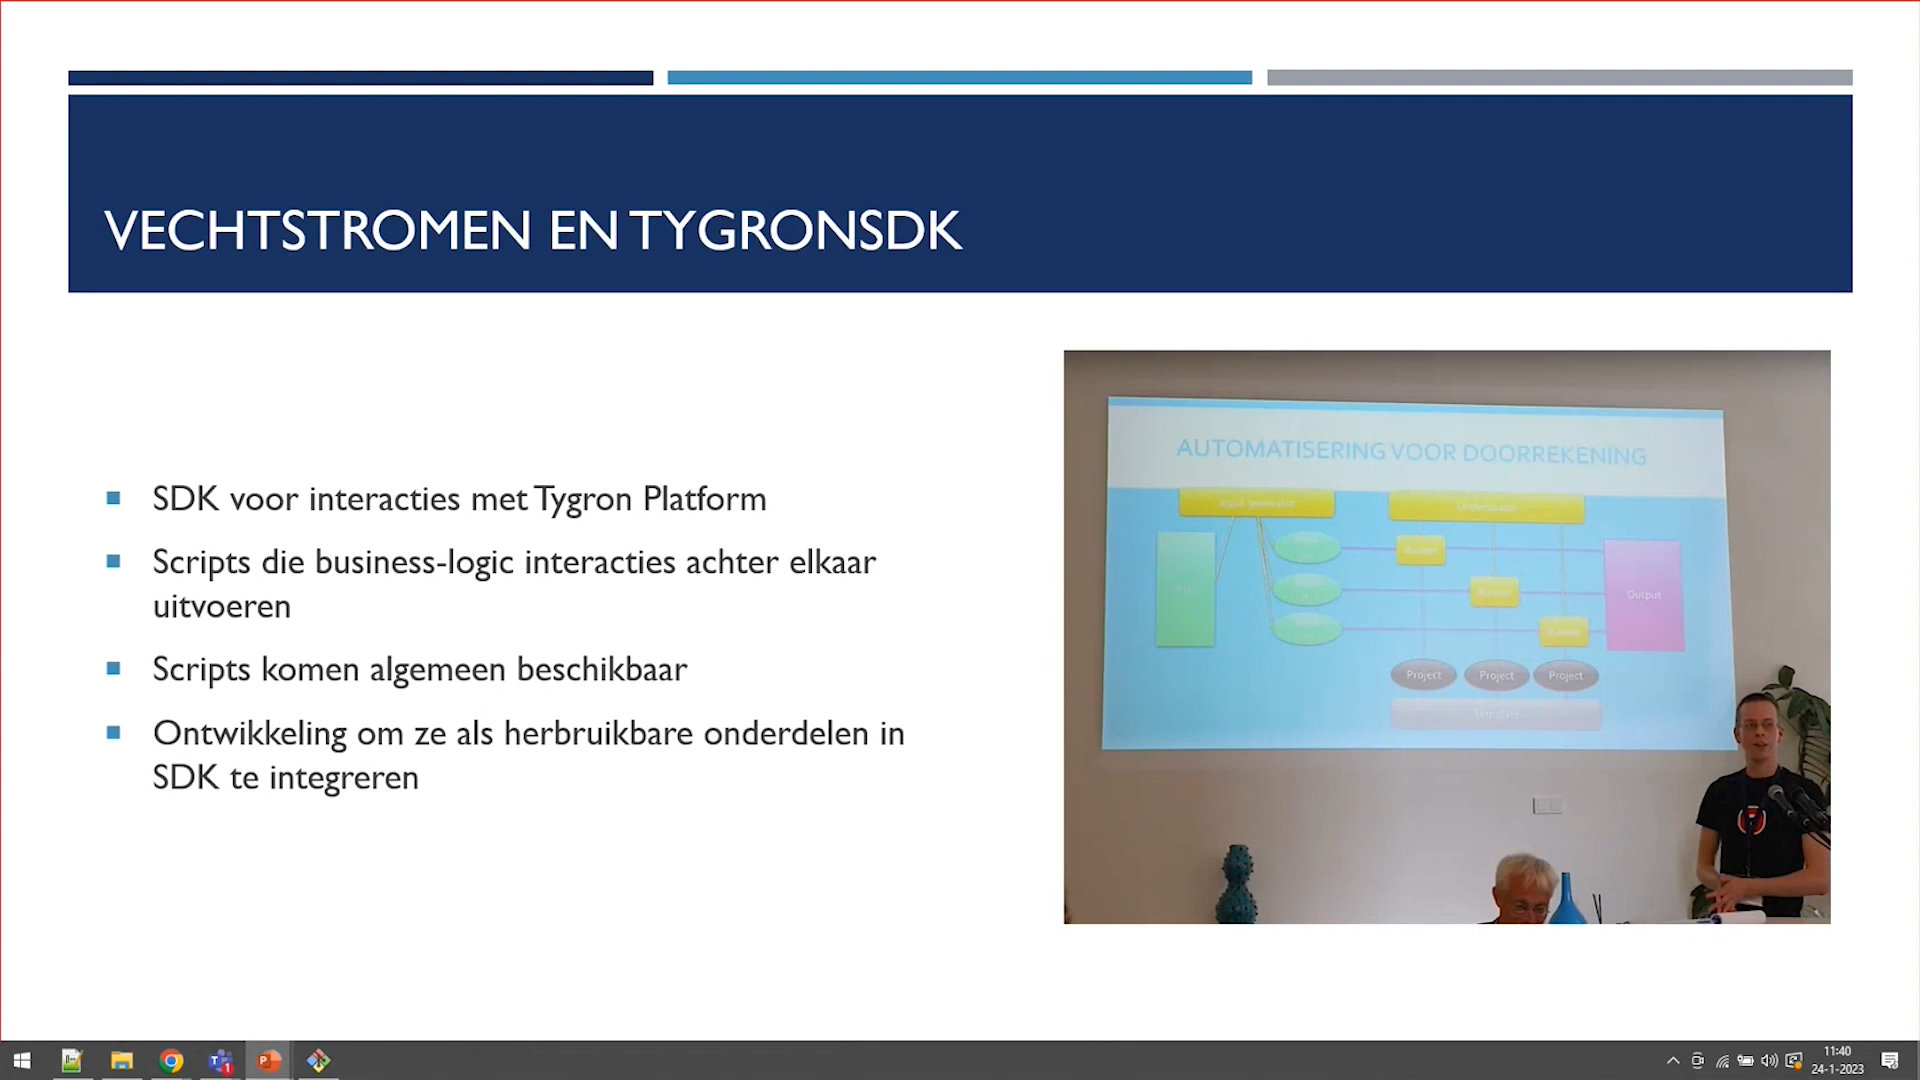 VECHTSTROMEN EN TYGRONSDK
SDK voor interacties met Tygron Platform
Scripts die business-logic interacties achter elkaar
uitvoeren
Scripts komen algemeen beschikbaar
Ontwikkeling om ze als herbruikbare onderdelen in
SDK te integreren
AUTOMATISERING VOOR DOORREKENING
Output
Project Project Project
11:40
24-1-2023